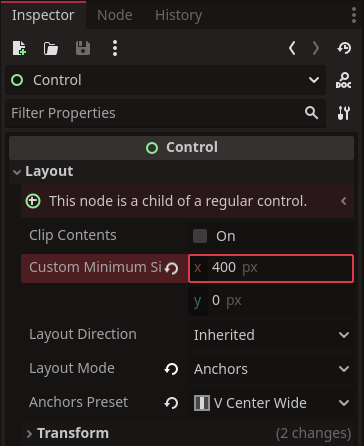 Inspector Node History
Control
DOC
Filter Properties
Control
Layout
This node is a child of a regular control.
Clip Contents On
Custom Minimum Si x 400 px
y 0 px
Layout Direction Inherited
Layout Mode Anchors
Anchors Preset V Center Wide
Transform (2 changes)